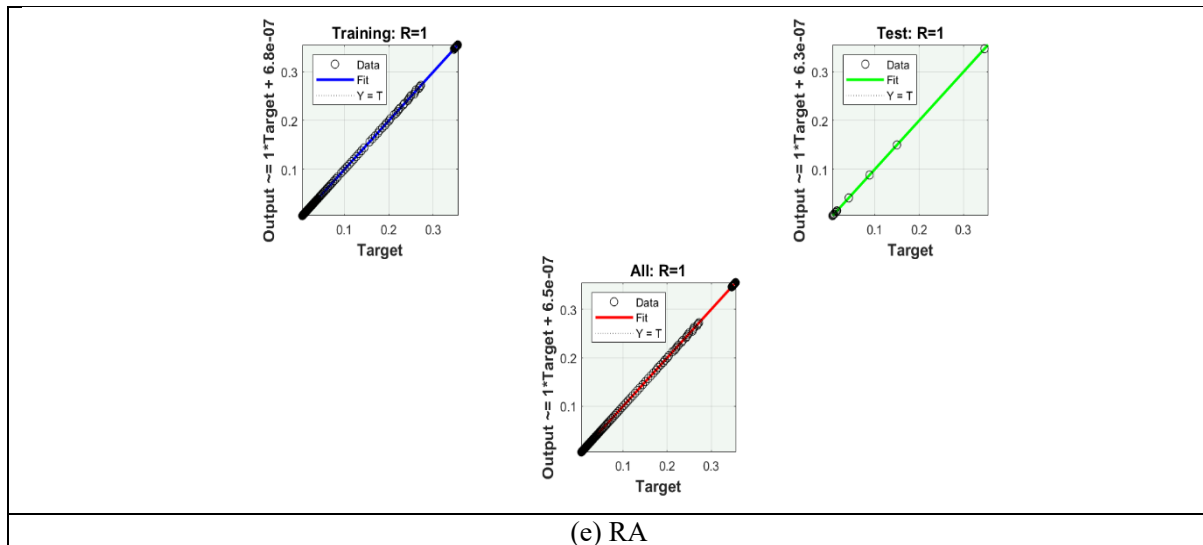 Training: R=1
Output ~= 1*Target + 6.8e-07
0.3
0.2
0.1
Data
Fit
Y = T
0.1 0.2 0.3
Target
Test: R=1
Output ~= 1*Target + 6.3e-07
0.3
0.2
0.1
Data
Fit
Y = T
0.1 0.2 0.3
Target
All: R=1
Output ~= 1*Target + 6.5e-07
0.3
0.2
0.1
Data
Fit
Y = T
0.1 0.2 0.3
Target
(e) RA